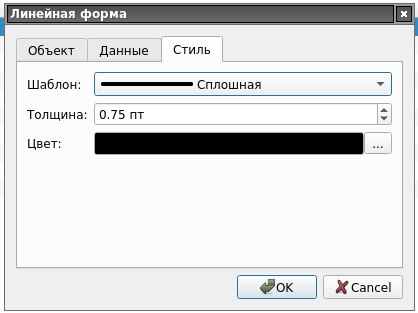 Линейная форма
Объект Данные Стиль
Шаблон: Сплошная
Толщина: 0.75 пт
Цвет: ...
OK Cancel